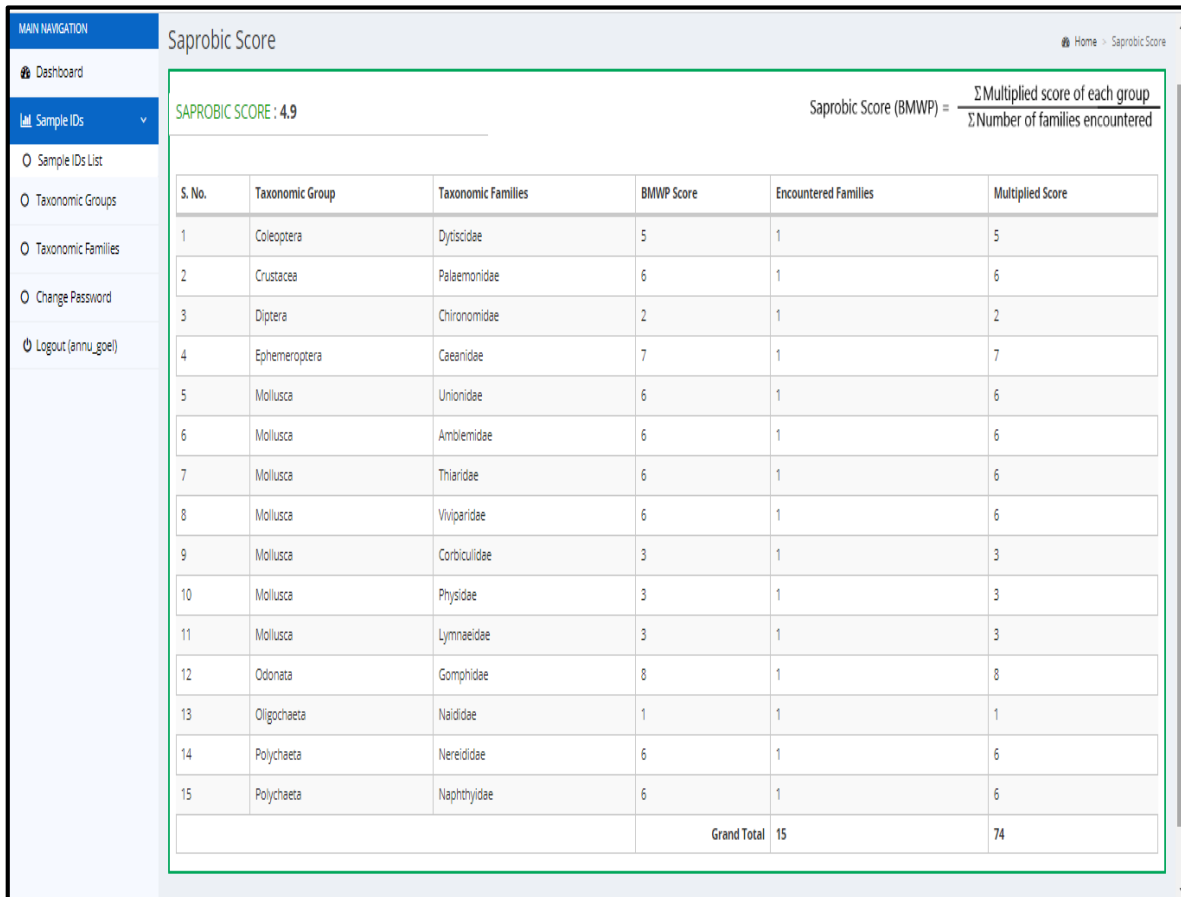 MAIN NAVIGATION
Dashboard
Sample IDs
Sample IDs List
Taxonomic Groups
Taxonomic Families
Change Password
Logout (annu_goel)
Saprobic Score
Home > Saprobic Score
SAPROBIC SCORE : 4.9
Saprobic Score (BMWP) = ΣMultiplied score of each group
ΣNumber of families encountered
S. No. Taxonomic Group Taxonomic Families BMWP Score Encountered Families Multiplied Score
1 Coleoptera Dytiscidae 5 1 5
2 Crustacea Palaemonidae 6 1 6
3 Diptera Chironomidae 2 1 2
4 Ephemeroptera Caeanidae 7 1 7
5 Mollusca Unionidae 6 1 6
6 Mollusca Amblemidae 6 1 6
7 Mollusca Thiaridae 6 1 6
8 Mollusca Viviparidae 6 1 6
9 Mollusca Corbiculidae 3 1 3
10 Mollusca Physidae 3 1 3
11 Mollusca Lymnaeidae 3 1 3
12 Odonata Gomphidae 8 1 8
13 Oligochaeta Naididae 1 1 1
14 Polychaeta Nereididae 6 1 6
15 Polychaeta Naphthyidae 6 1 6
Grand Total 15 74